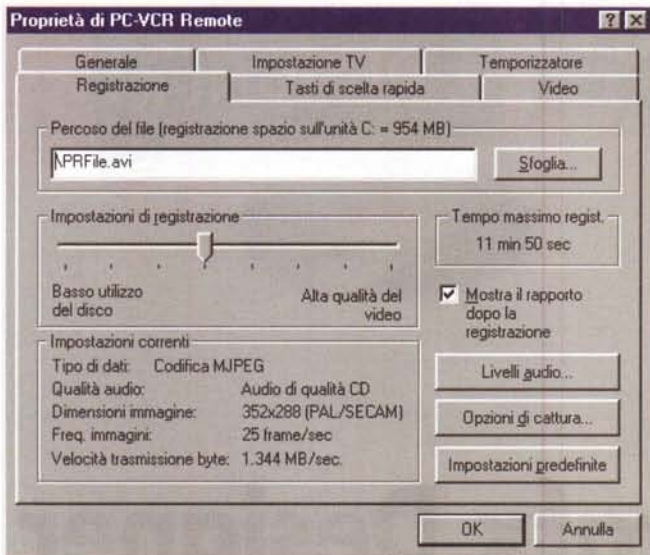 Proprietà di PC-VCR Remote
Generale
Impostazione TV
Temporizzatore
Registrazione
Tasti di scelta rapida
Video
Percoso del file (registrazione spazio sull'unità C: = 954 MB)
\PRFile.avi
Sfoglia...
Impostazioni di registrazione
Basso utilizzo
del disco
Alta qualità del
video
Tempo massimo regist.
11 min 50 sec
Mostra il rapporto
dopo la
registrazione
Impostazioni correnti
Tipo di dati: Codifica MJPEG
Qualità audio: Audio di qualità CD
Dimensioni immagine: 352x288 (PAL/SECAM)
Freq. immagini: 25 frame/sec
Velocità trasmissione byte: 1.344 MB/sec.
Livelli audio...
Opzioni di cattura...
Impostazioni predefinite
OK
Annulla